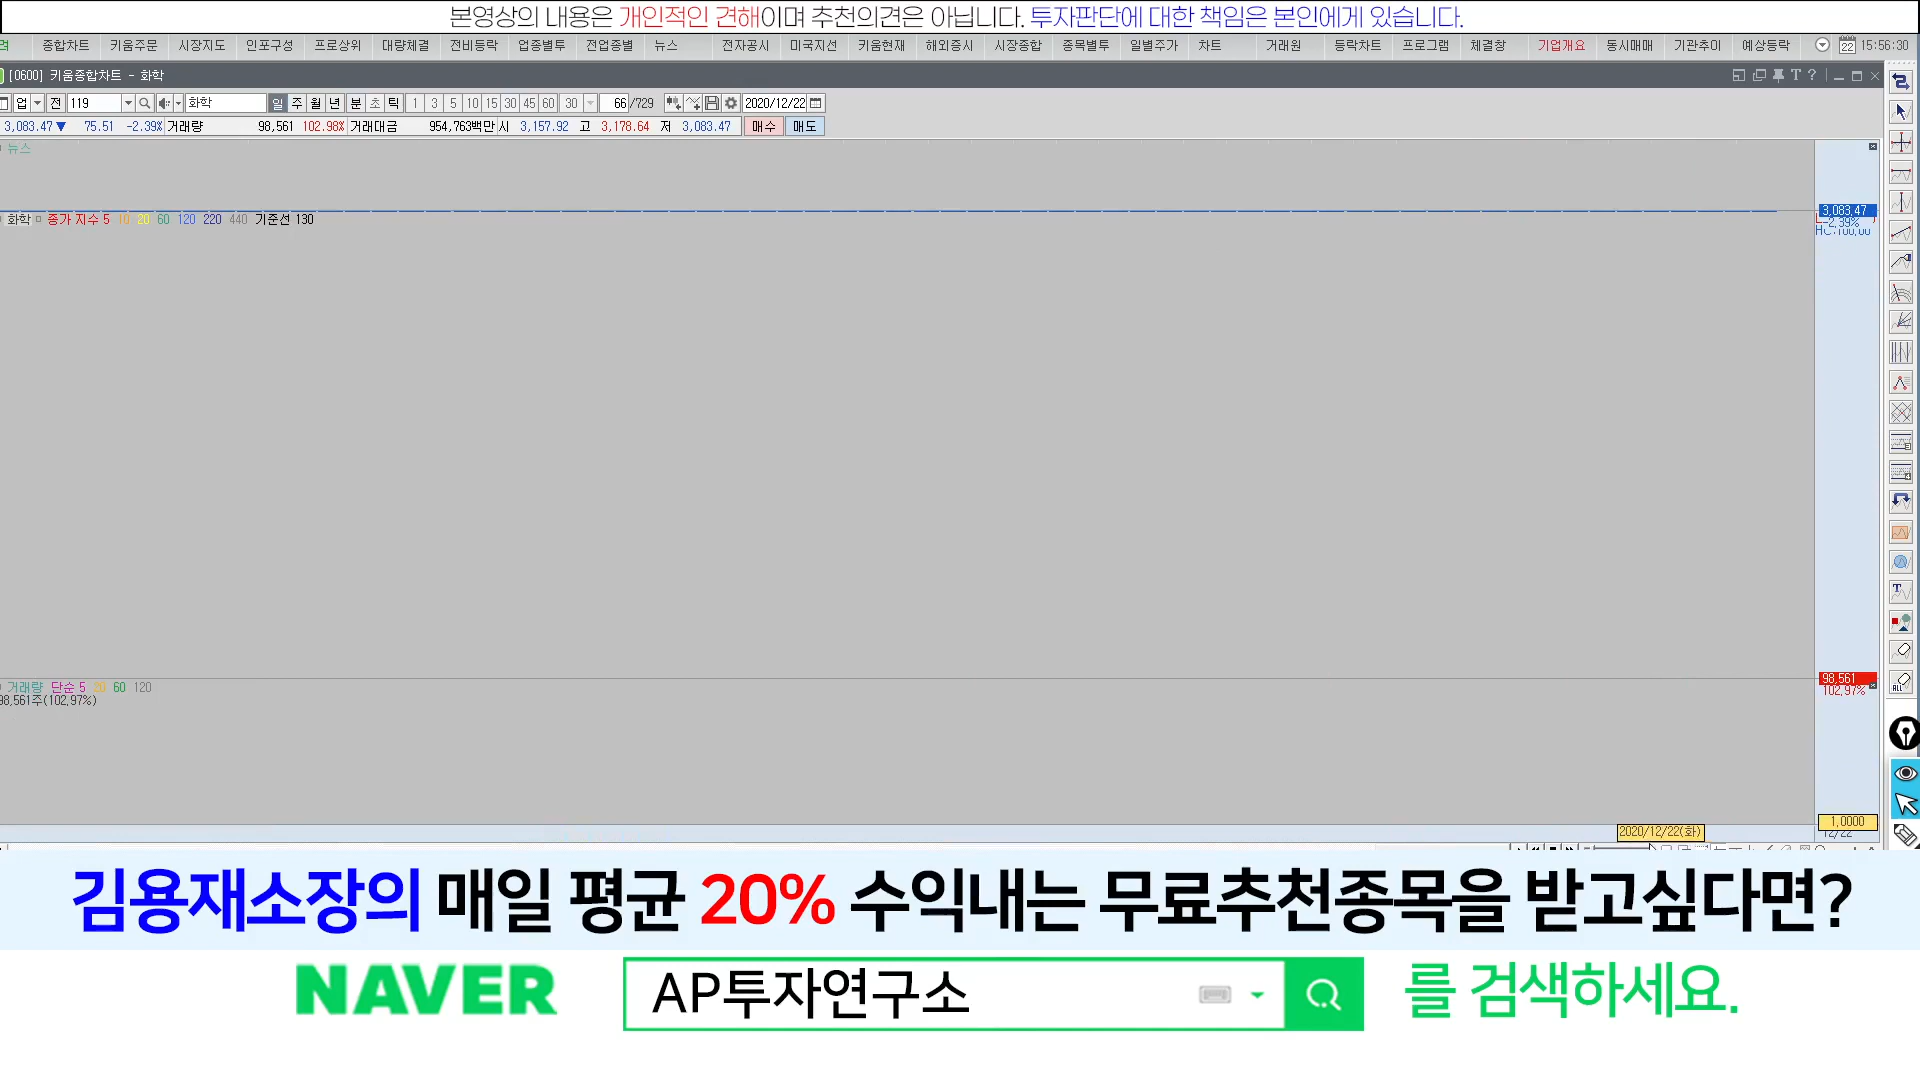 본영상의 내용은 개인적인 견해이며 추천의견은 아닙니다. 투자판단에 대한 책임은 본인에게 있습니다.
종합차트 키움주문 시장지도 인포구성 프로상위 대량체결 전비등락 업종별투 전업종별 뉴스 전자공시 미국지선 키움현재 해외증시 시장종합 종목별투 일별주가 차트 거래원 등락차트 프로그램 체결창 기업개요 동시매매 기관추이 예상등락 22 15:56:30
[0600] 키움종합차트 - 화학
업 전 119 화학 일 주 월 년 분 초 틱 1 3 5 10 15 30 45 60 30 66 /729 2020/12/22
3,083.47 ▼ 75.51 -2.39% 거래량 98,561 102.98% 거래대금 954,763백만 시 3,157.92 고 3,178.64 저 3,083.47 매수 매도
뉴스
3,083.47
-2.39%
화학 종가 지수 5 10 20 60 120 220 440 기준선 130
98,561
102.97%
거래량 단순 5 20 60 120
98,561주(102.97%)
1.0000
2020/12/22(화) 12/22
김용재소장의 매일 평균 20% 수익내는 무료추천종목을 받고싶다면?
NAVER AP투자연구소 를 검색하세요.